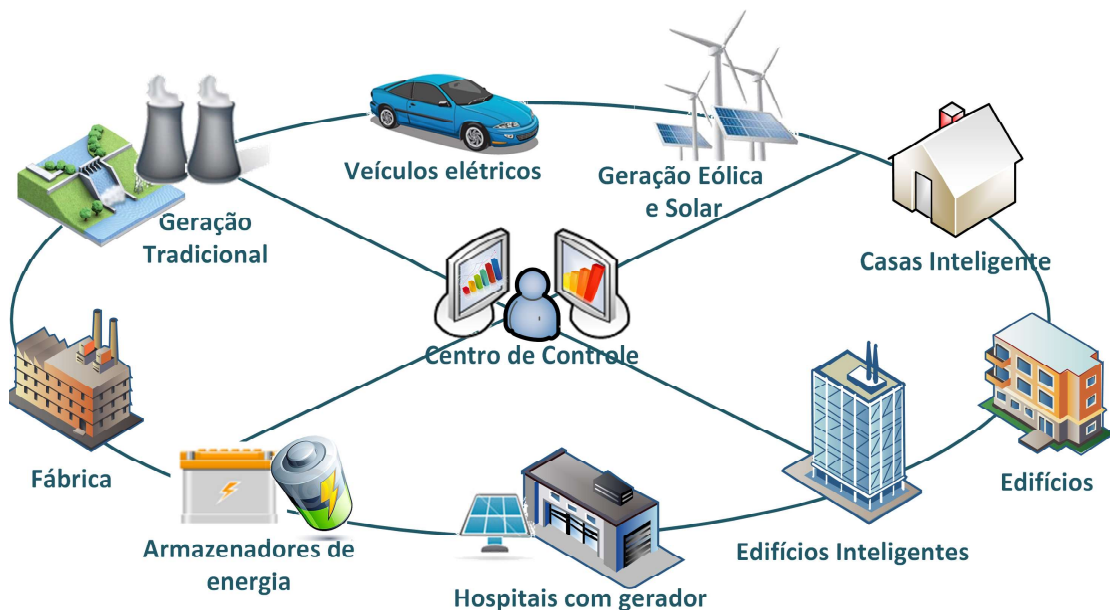 Veículos elétricos
Geração Eólica
e Solar
Geração
Tradicional
Casas Inteligente
Centro de Controle
Fábrica
Edifícios
Armazenadores de
energia
Edifícios Inteligentes
Hospitais com gerador